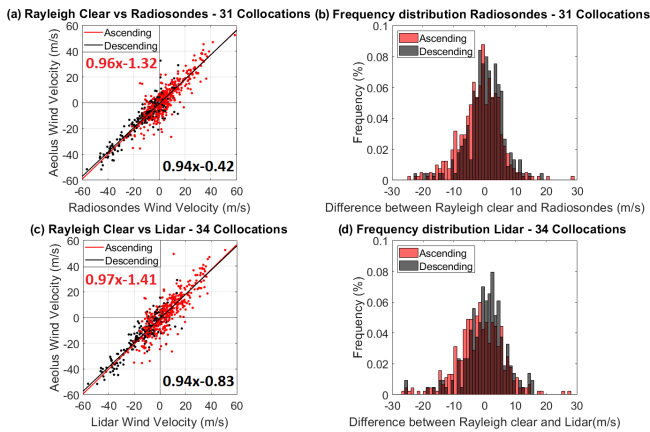 (a) Rayleigh Clear vs Radiosondes - 31 Collocations
60
40
20
0
-20
-40
-60
-60 -40 -20 0 20 40 60
Aeolus Wind Velocity (m/s)
Radiosondes Wind Velocity (m/s)
Ascending
Descending
0.96x-1.32
0.94x-0.42
(b) Frequency distribution Radiosondes - 31 Collocations
0.1
0.08
0.06
0.04
0.02
0
-30 -20 -10 0 10 20 30
Frequency (%)
Difference between Rayleigh clear and Radiosondes (m/s)
Ascending
Descending
(c) Rayleigh Clear vs Lidar - 34 Collocations
60
40
20
0
-20
-40
-60
-60 -40 -20 0 20 40 60
Aeolus Wind Velocity (m/s)
Lidar Wind Velocity (m/s)
Ascending
Descending
0.97x-1.41
0.94x-0.83
(d) Frequency distribution Lidar - 34 Collocations
0.1
0.08
0.06
0.04
0.02
0
-30 -20 -10 0 10 20 30
Frequency (%)
Difference between Rayleigh clear and Lidar(m/s)
Ascending
Descending